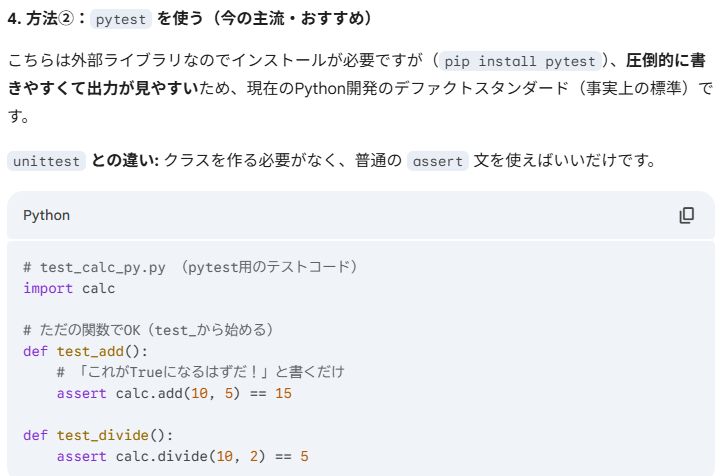 4. 方法②：pytest を使う（今の主流・おすすめ）
こちらは外部ライブラリなのでインストールが必要ですが（pip install pytest）、圧倒的に書
きやすくて出力が見やすいため、現在のPython開発のデファクトスタンダード（事実上の標準）で
す。
unittest との違い: クラスを作る必要がなく、普通の assert 文を使えばいいだけです。
Python
# test_calc_py.py （pytest用のテストコード）
import calc
# ただの関数でOK（test_から始める）
def test_add():
    # 「これがTrueになるはずだ！」と書くだけ
    assert calc.add(10, 5) == 15
def test_divide():
    assert calc.divide(10, 2) == 5